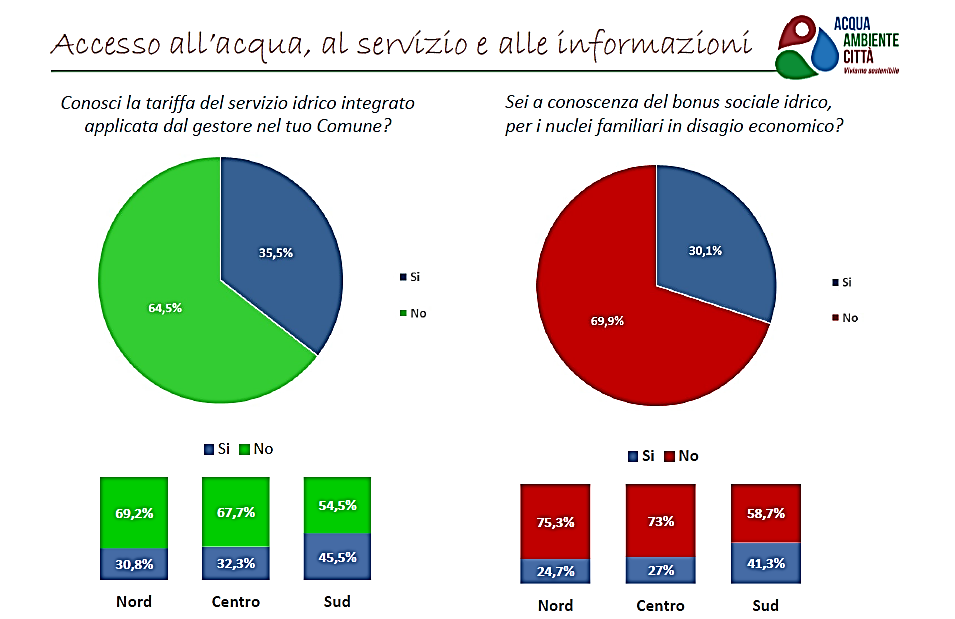 Accesso all'acqua, al servizio e alle informazioni
ACQUA
AMBIENTE
CITTÀ
Viviamo sostenibile
Conosci la tariffa del servizio idrico integrato
applicata dal gestore nel tuo Comune?
35,5%
64,5%
Si
No
Si No
69,2% 67,7% 54,5%
30,8% 32,3% 45,5%
Nord Centro Sud
Sei a conoscenza del bonus sociale idrico,
per i nuclei familiari in disagio economico?
30,1%
69,9%
Si
No
Si No
75,3% 73% 58,7%
24,7% 27% 41,3%
Nord Centro Sud